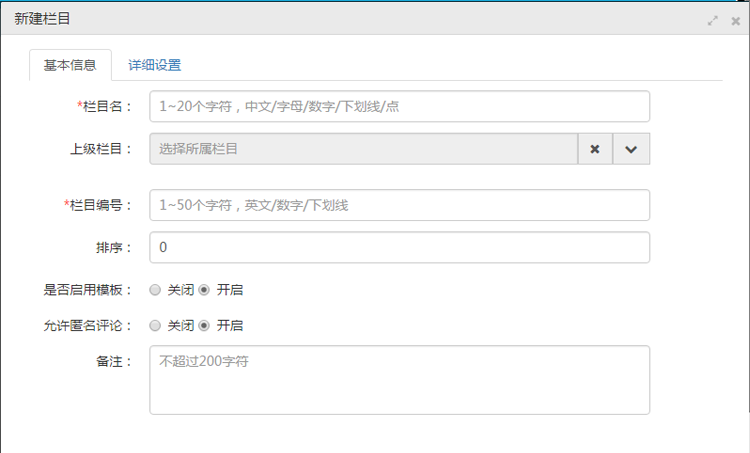 新建栏目
基本信息 详细设置
*栏目名： 1~20个字符，中文/字母/数字/下划线/点
上级栏目： 选择所属栏目
*栏目编号： 1~50个字符，英文/数字/下划线
排序： 0
是否启用模板： 关闭 开启
允许匿名评论： 关闭 开启
备注： 不超过200字符